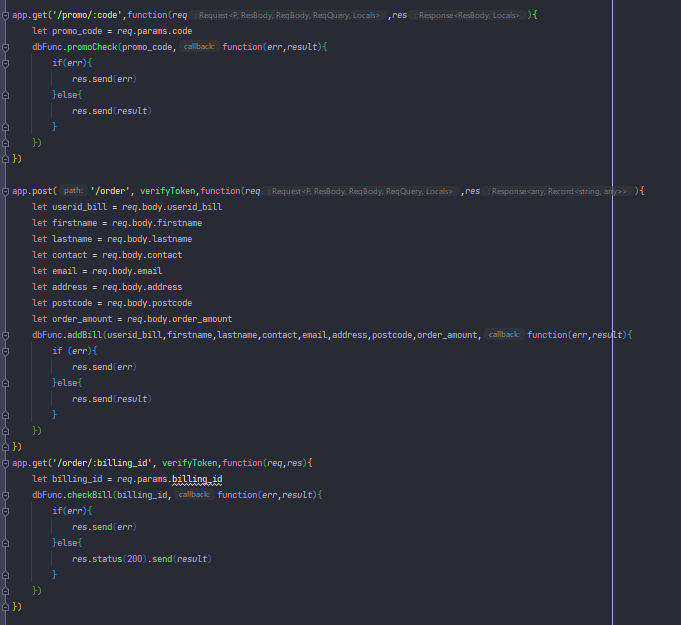 app.get('/promo/:code',function(req : Request<P, ResBody, ReqBody, ReqQuery, Locals> ,res : Response<ResBody, Locals> ){
    let promo_code = req.params.code
    dbFunc.promoCheck(promo_code, callback: function(err,result){
        if(err){
            res.send(err)
        }else{
            res.send(result)
        }
    })
})

app.post( path: '/order', verifyToken,function(req : Request<P, ResBody, ReqBody, ReqQuery, Locals> ,res : Response<any, Record<string, any>> ){
    let userid_bill = req.body.userid_bill
    let firstname = req.body.firstname
    let lastname = req.body.lastname
    let contact = req.body.contact
    let email = req.body.email
    let address = req.body.address
    let postcode = req.body.postcode
    let order_amount = req.body.order_amount
    dbFunc.addBill(userid_bill,firstname,lastname,contact,email,address,postcode,order_amount, callback: function(err,result){
        if (err){
            res.send(err)
        }else{
            res.send(result)
        }
    })
})
app.get('/order/:billing_id', verifyToken,function(req,res){
    let billing_id = req.params.billing_id
    dbFunc.checkBill(billing_id, callback: function(err,result){
        if(err){
            res.send(err)
        }else{
            res.status(200).send(result)
        }
    })
})